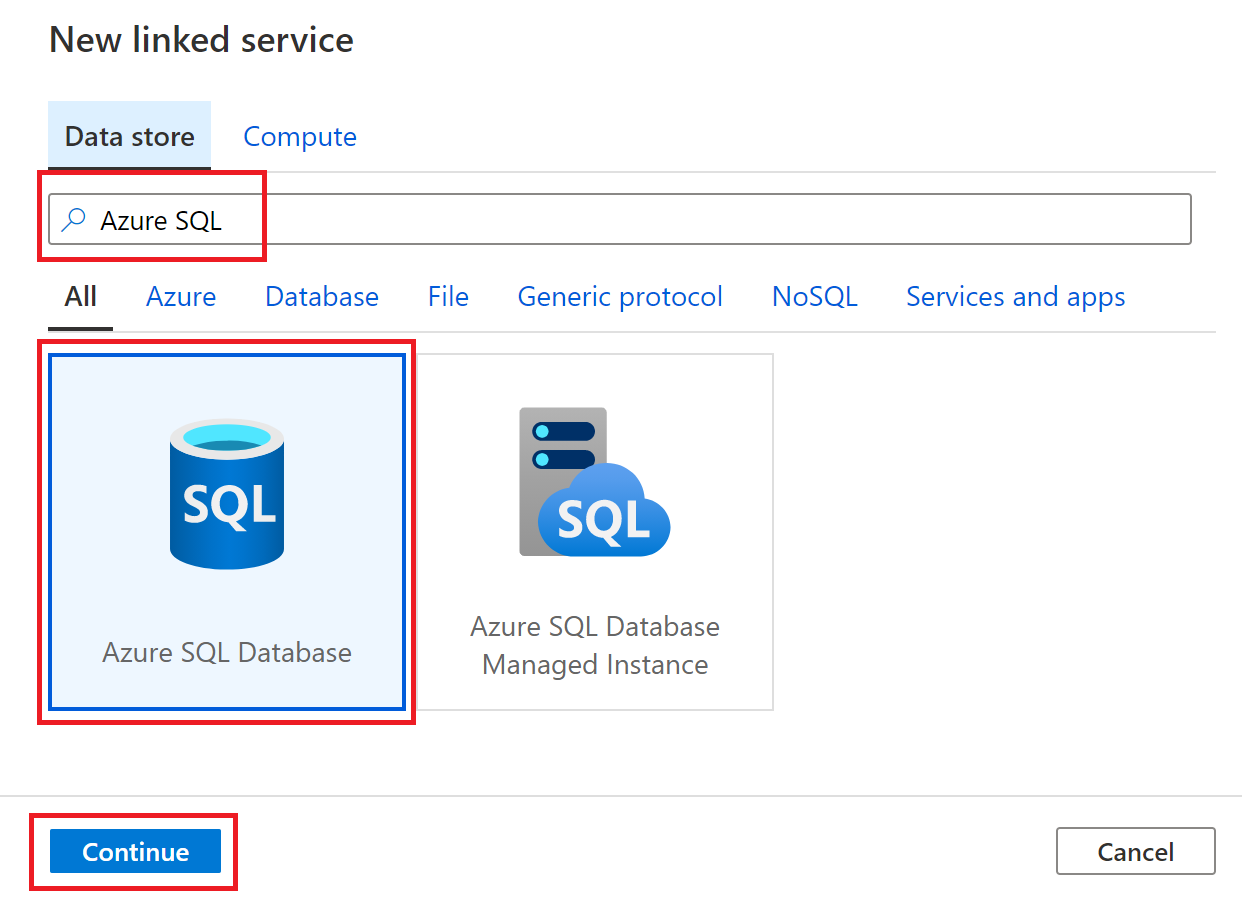 New linked service
Data store Compute
Azure SQL
All Azure Database File Generic protocol NoSQL Services and apps
SQL SQL
Azure SQL Database
Azure SQL Database
Managed Instance
Continue Cancel